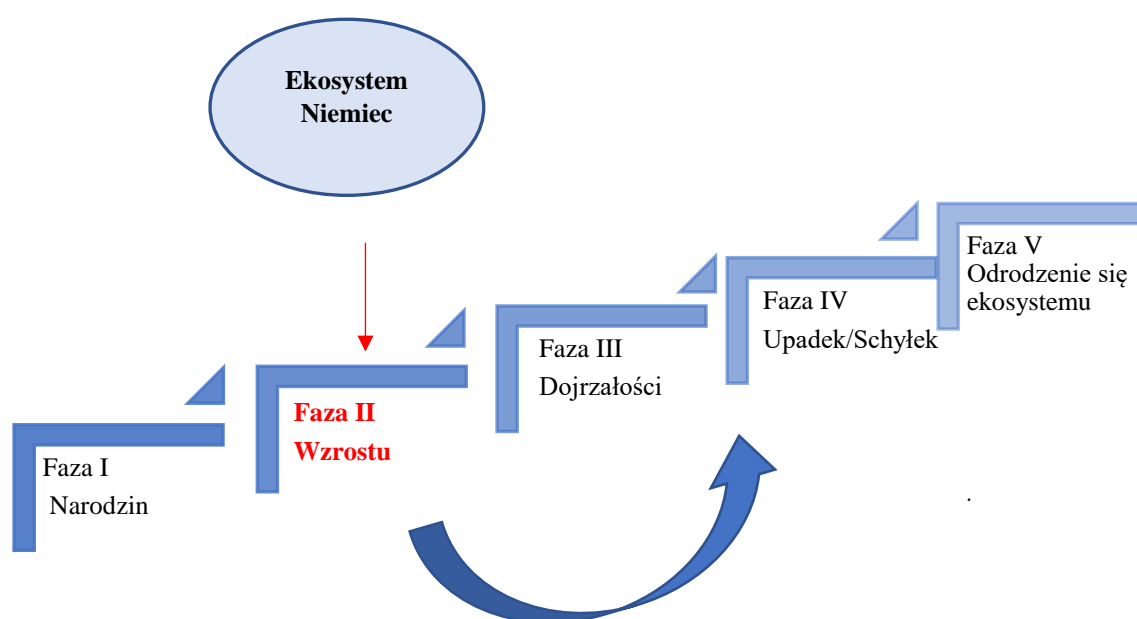 Ekosystem
Niemiec
Faza I
Narodzin
Faza II
Wzrostu
Faza III
Dojrzałości
Faza IV
Upadek/Schyłek
Faza V
Odrodzenie się
ekosystemu
.